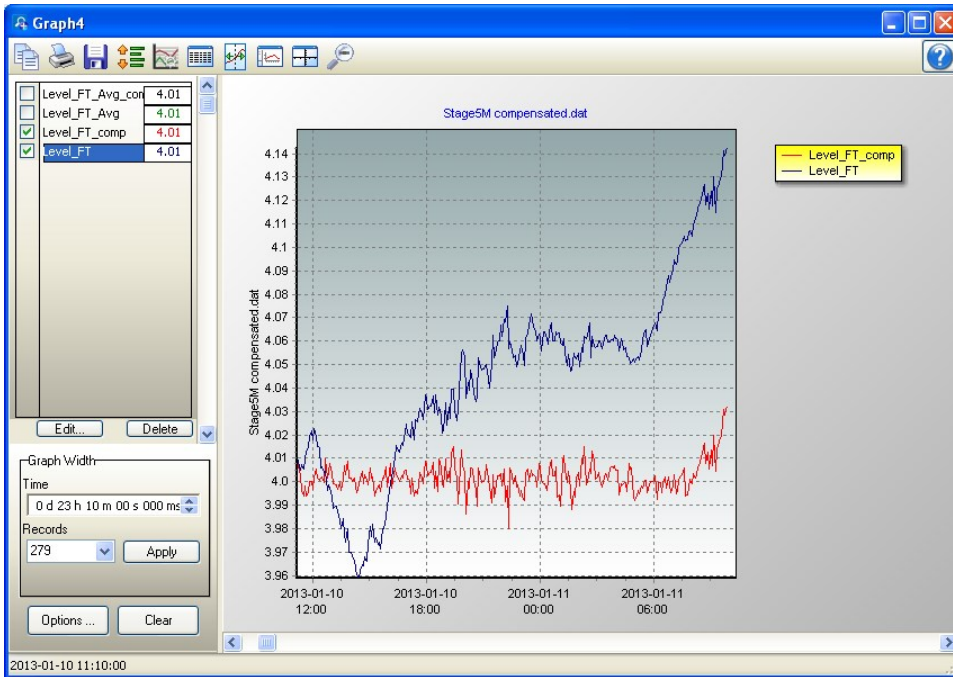 Graph4
Level_FT_Avg_con 4.01
Level_FT_Avg 4.01
Level_FT_comp 4.01
Level_FT 4.01
Edit... Delete
Graph Width
Time
0 d 23 h 10 m 00 s 000 ms
Records
279 Apply
Options ... Clear
Stage5M compensated.dat
Level_FT_comp
Level_FT
Stage5M compensated.dat
4.14
4.13
4.12
4.11
4.1
4.09
4.08
4.07
4.06
4.05
4.04
4.03
4.02
4.01
4.0
3.99
3.98
3.97
3.96
2013-01-10 2013-01-10 2013-01-11 2013-01-11
12:00 18:00 00:00 06:00
2013-01-10 11:10:00